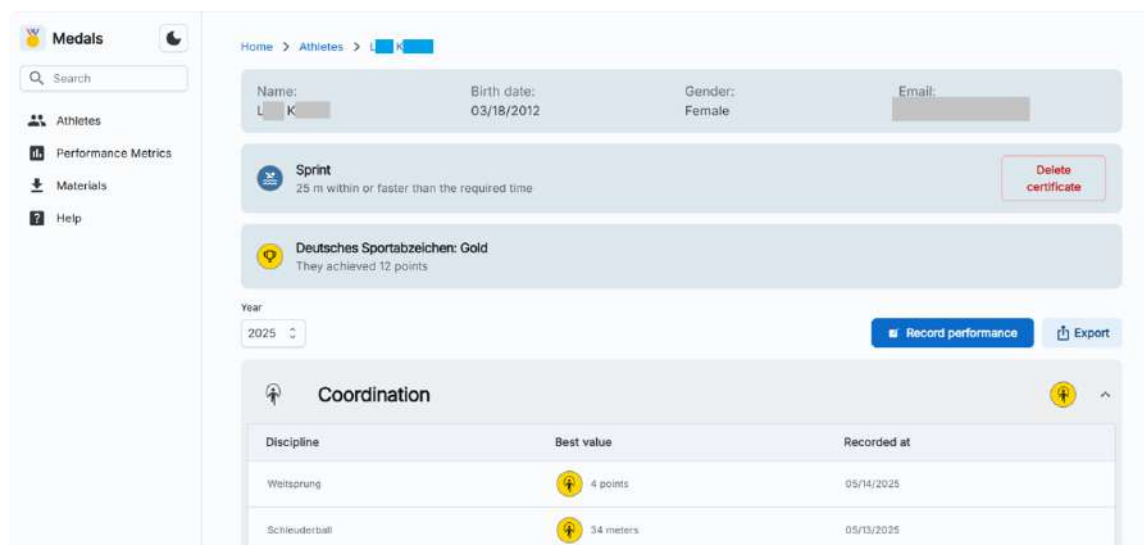 Medals
Search
Athletes
Performance Metrics
Materials
Help
Home > Athletes > L K
Name:
L K
Birth date:
03/18/2012
Gender:
Female
Email:
Sprint
25 m within or faster than the required time
Delete
certificate
Deutsches Sportabzeichen: Gold
They achieved 12 points
Year
2025
Record performance
Export
Coordination
Discipline Best value Recorded at
Weitsprung 4 points 05/14/2025
Schleuderball 34 meters 05/13/2025